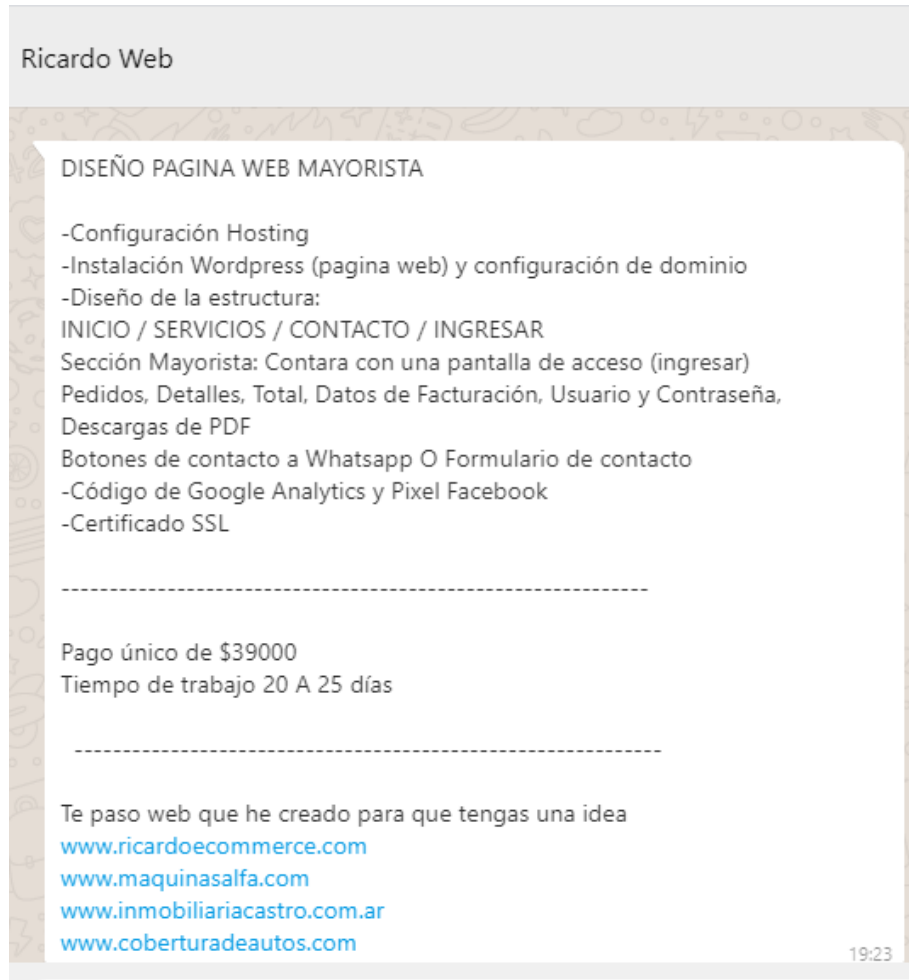 Ricardo Web
DISEÑO PAGINA WEB MAYORISTA
-Configuración Hosting
-Instalación Wordpress (pagina web) y configuración de dominio
-Diseño de la estructura:
INICIO / SERVICIOS / CONTACTO / INGRESAR
Sección Mayorista: Contara con una pantalla de acceso (ingresar)
Pedidos, Detalles, Total, Datos de Facturación, Usuario y Contraseña,
Descargas de PDF
Botones de contacto a Whatsapp O Formulario de contacto
-Código de Google Analytics y Pixel Facebook
-Certificado SSL
-------------------------------------------------------------
Pago único de $39000
Tiempo de trabajo 20 A 25 días
-------------------------------------------------------------
Te paso web que he creado para que tengas una idea
www.ricardoecommerce.com
www.maquinasalfa.com
www.inmobiliariacastro.com.ar
www.coberturadeautos.com
19:23